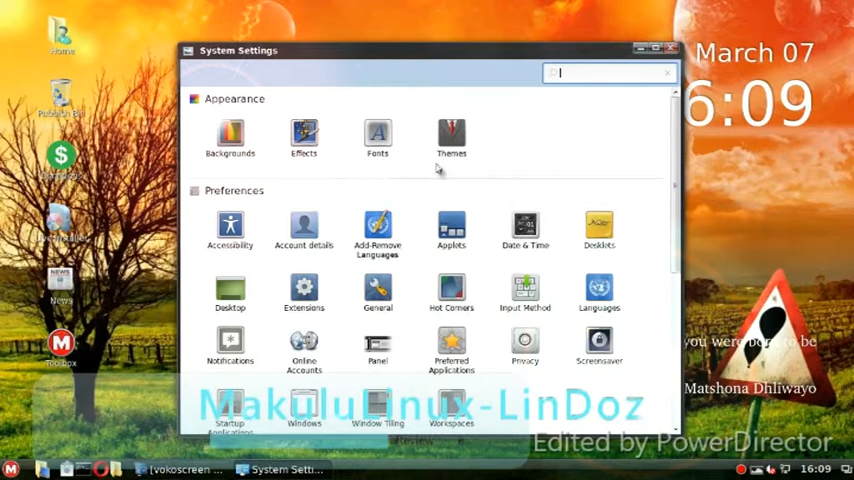 Home
System Settings
March 07
6:09
Appearance
Backgrounds
Effects
Fonts
Themes
Preferences
Accessibility
Account details
Add-Remove
Languages
Applets
Date & Time
Desklets
News
Desktop
Extensions
General
Hot Corners
Input Method
Languages
Toolbox
Notifications
Online
Accounts
Panel
Preferred
Applications
Privacy
Screensaver
you were born to be
Matshona Dhliwayo
MakuluLinux-LinDoz
Startup
Applications
Windows
Window Tiling
Workspaces
Review
Edited by PowerDirector
[vokoscreen ...
System Setti...
16:09